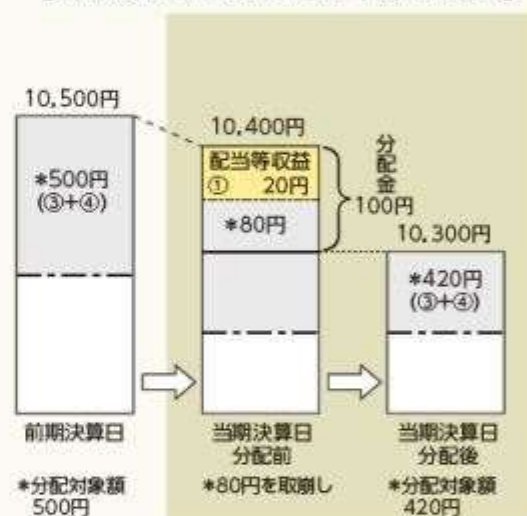 10,500円
*500円
(③+④)
前期決算日
*分配対象額
500円
10,400円
配当等収益
① 20円
*80円
分配金
100円
当期決算日
分配前
*80円を取崩し
10,300円
*420円
(③+④)
当期決算日
分配後
*分配対象額
420円